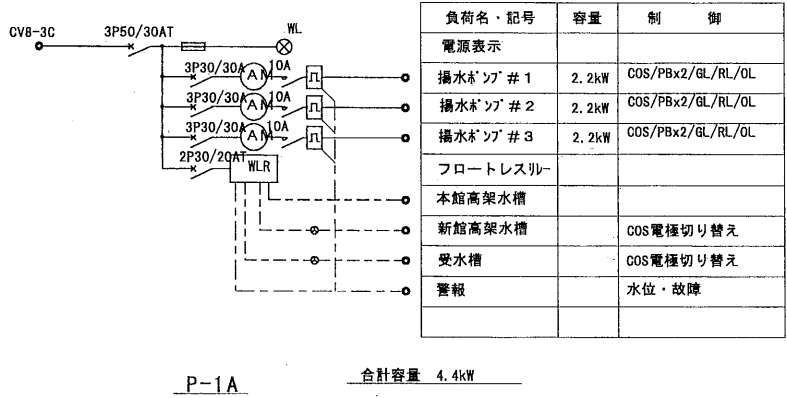 負荷名・記号 容量 制 御
CV8-3C 3P50/30AT WL 電源表示
3P30/30A AM 10A 揚水ポンプ#1 2.2kW COS/PBx2/GL/RL/OL
3P30/30A AM 10A 揚水ポンプ#2 2.2kW COS/PBx2/GL/RL/OL
3P30/30A AM 10A 揚水ポンプ#3 2.2kW COS/PBx2/GL/RL/OL
2P30/20AT WLR フロートレスリレー
本館高架水槽
新館高架水槽 COS電極切り替え
受水槽 COS電極切り替え
警報 水位・故障
P-1A 合計容量 4.4kW